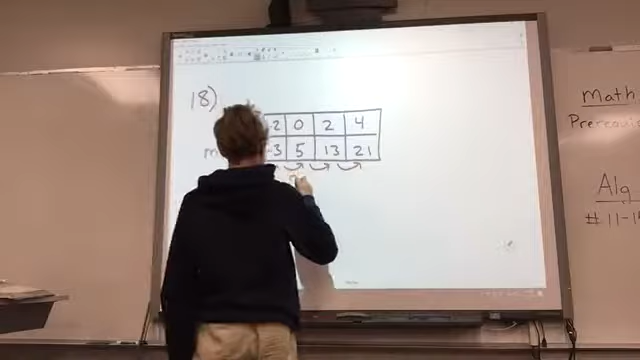 18)
-2 0 2 4
m -3 5 13 21
Math
Prerequis
Alg
# 11-1